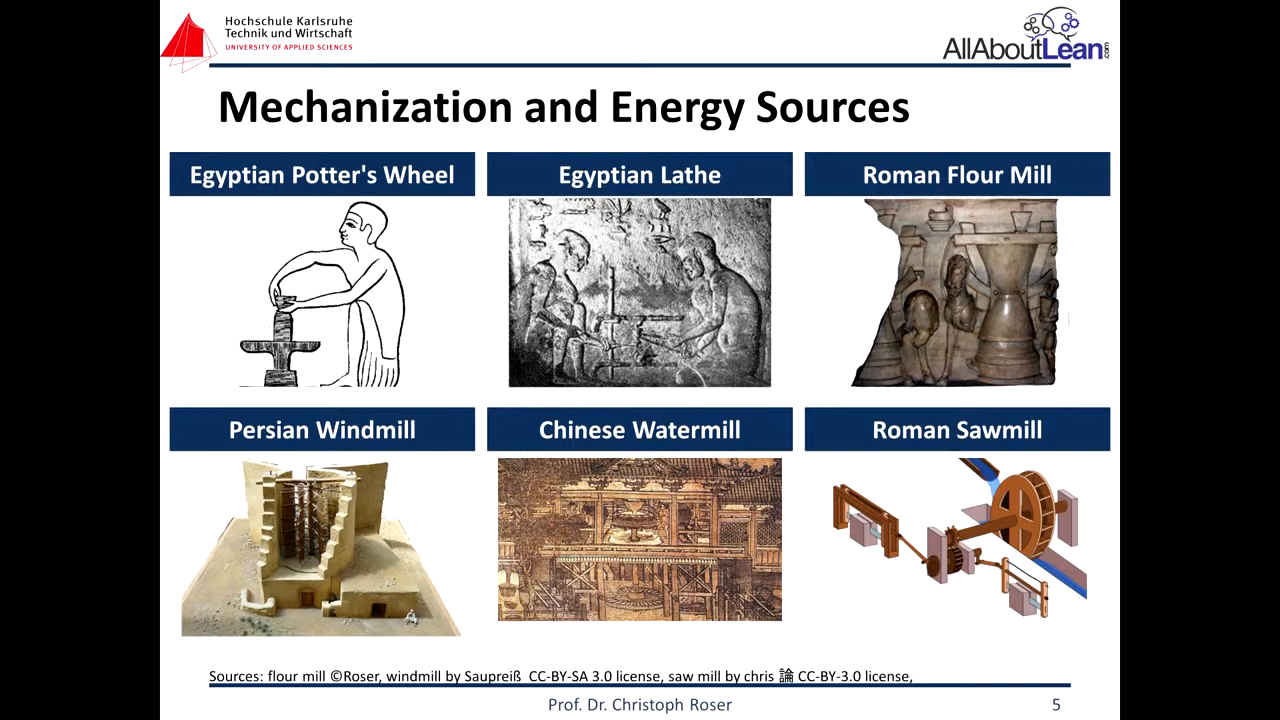 Hochschule Karlsruhe
Technik und Wirtschaft
UNIVERSITY OF APPLIED SCIENCES
AllAboutLean.com
Mechanization and Energy Sources
Egyptian Potter's Wheel
Egyptian Lathe
Roman Flour Mill
Persian Windmill
Chinese Watermill
Roman Sawmill
Sources: flour mill ©Roser, windmill by Saupreiß CC-BY-SA 3.0 license, saw mill by chris 論 CC-BY-3.0 license,
Prof. Dr. Christoph Roser
5